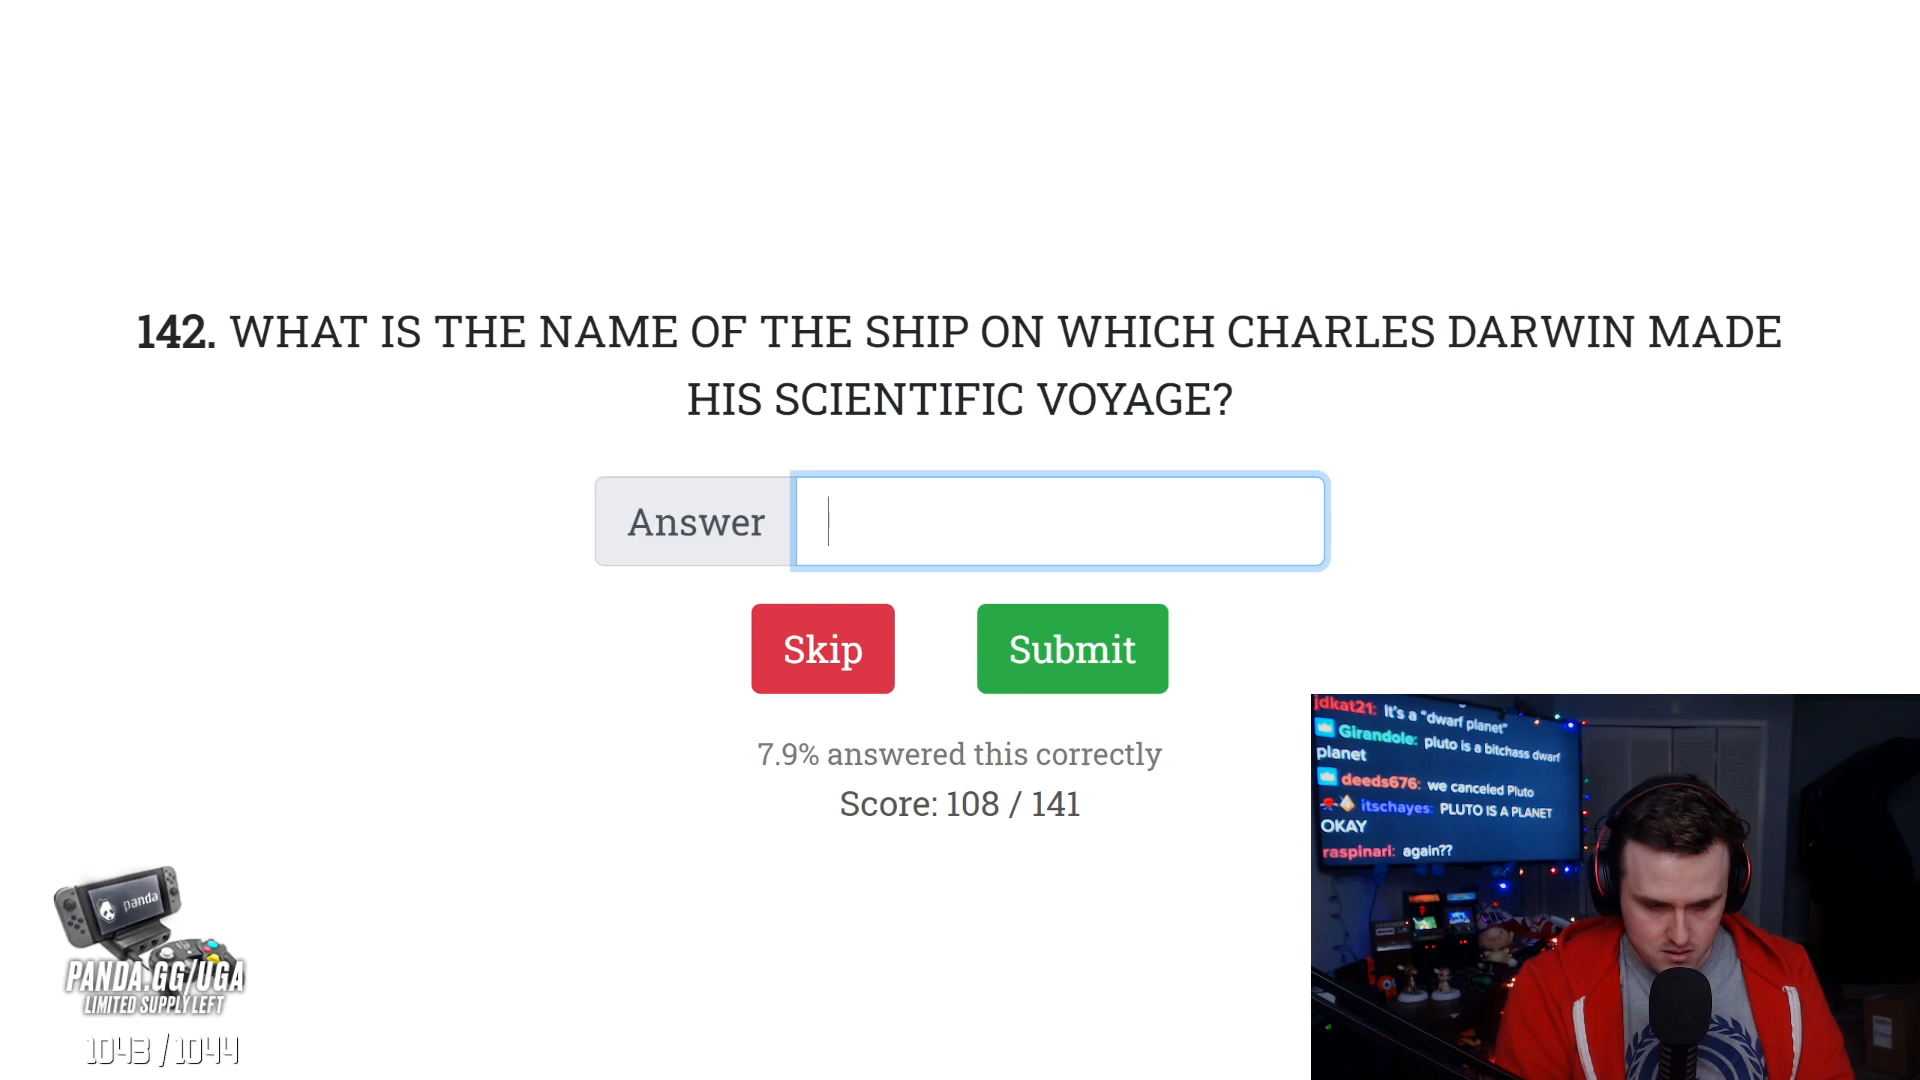 142. WHAT IS THE NAME OF THE SHIP ON WHICH CHARLES DARWIN MADE
HIS SCIENTIFIC VOYAGE?
Answer
Skip
Submit
7.9% answered this correctly
Score: 108 / 141
jdkat21: It's a "dwarf planet"
Girandole: pluto is a bitchass dwarf
planet
deeds676: we canceled Pluto
itschayes: PLUTO IS A PLANET
OKAY
raspinari: again??
panda
PANDA.GG/UGA
LIMITED SUPPLY LEFT
1043 / 1044